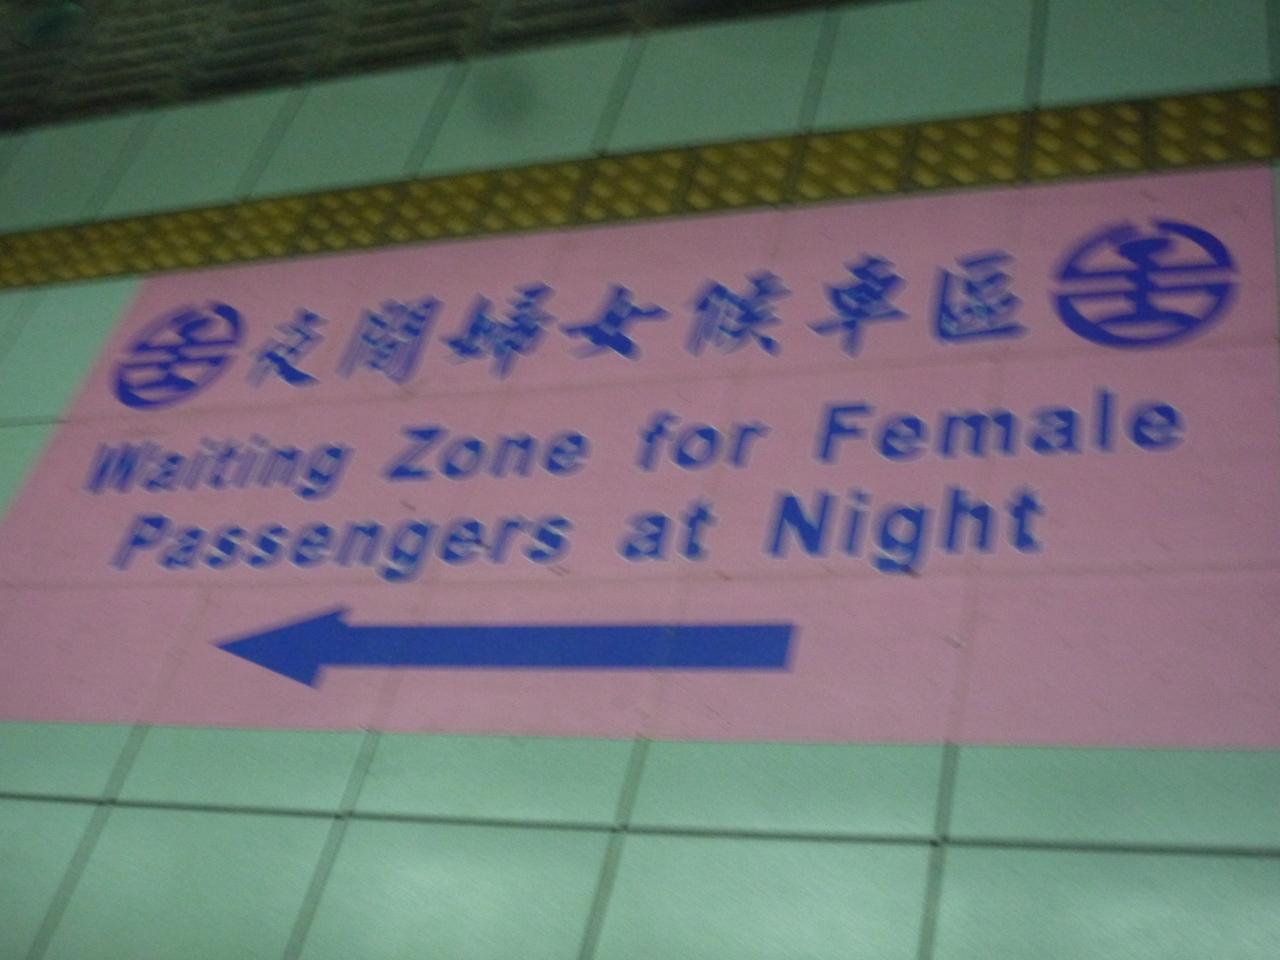 夜間婦女候車區
Waiting Zone for Female
Passengers at Night